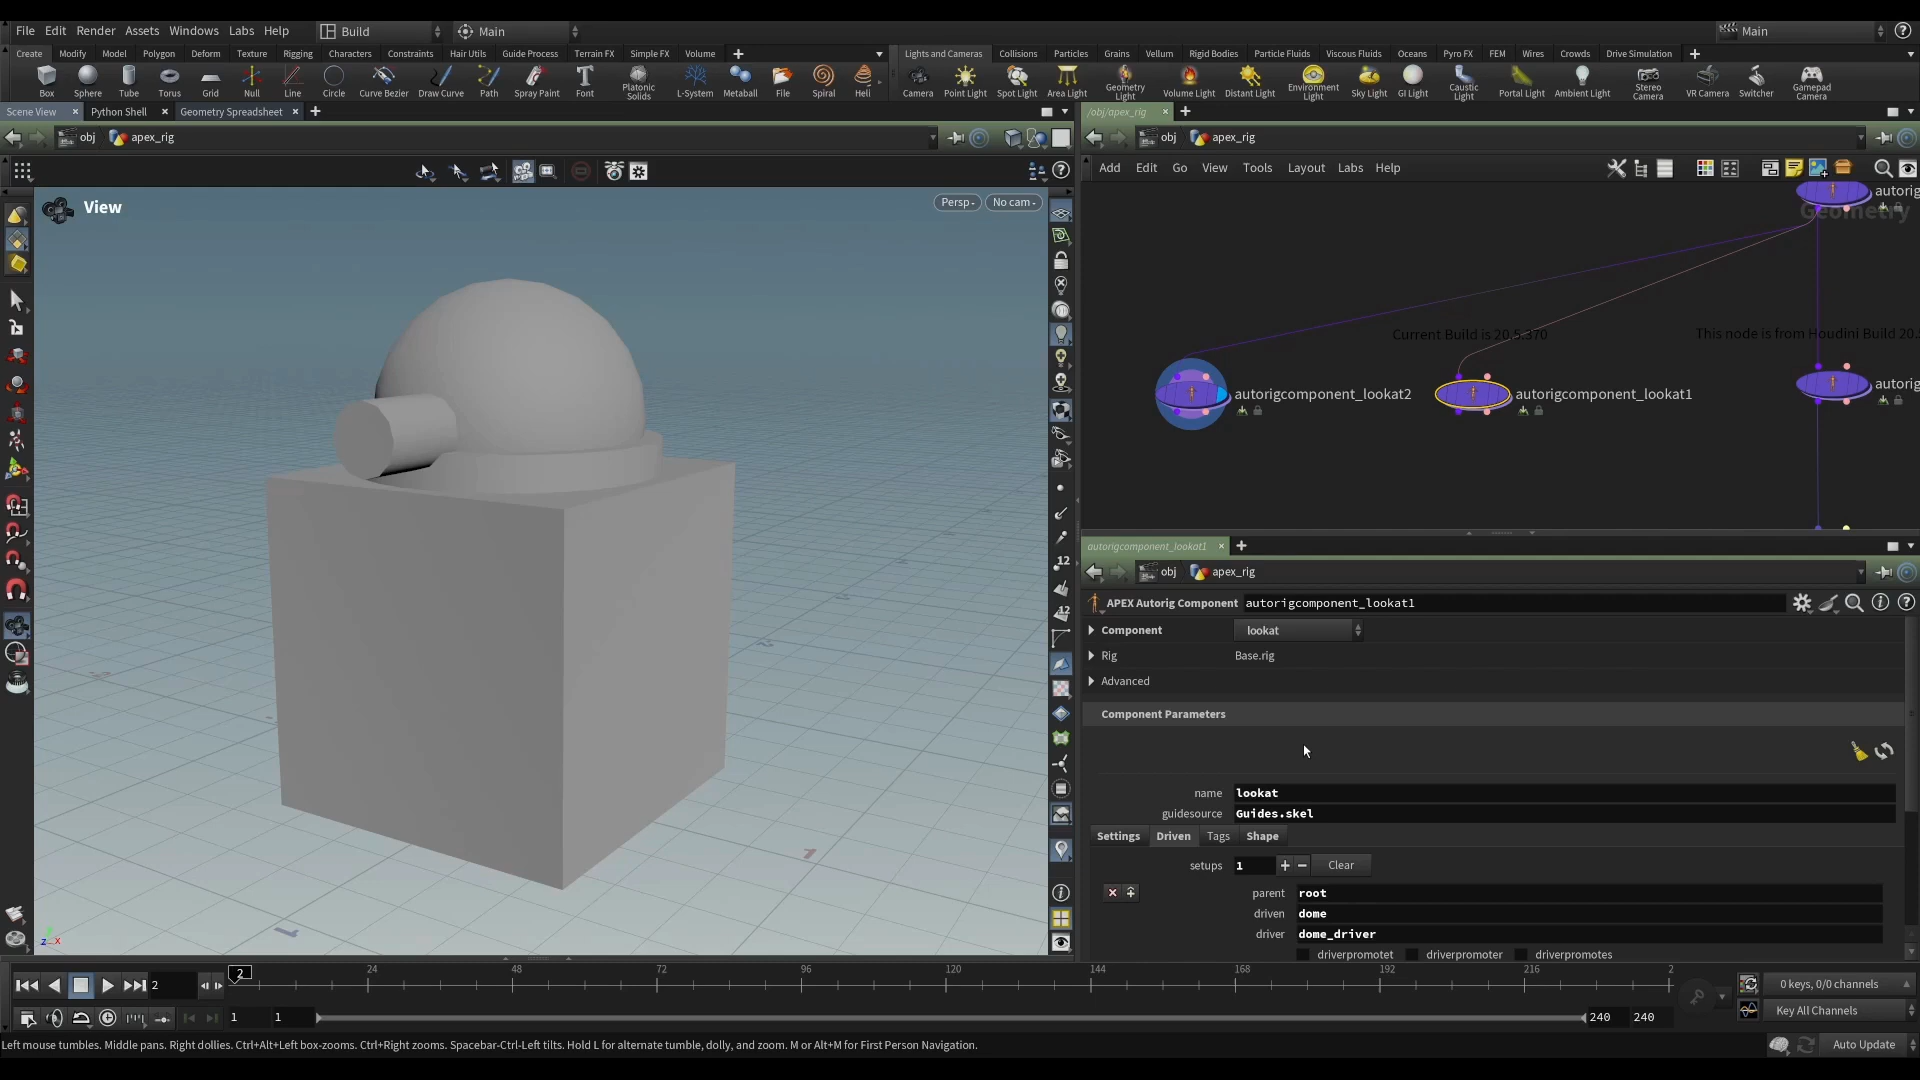 File Edit Render Assets Windows Labs Help Build Main Main
Create Modify Model Polygon Deform Texture Rigging Characters Constraints Hair Utils Guide Process Terrain FX Simple FX Volume
Lights and Cameras Collisions Particles Grains Vellum Rigid Bodies Particle Fluids Viscous Fluids Oceans Pyro FX FEM Wires Crowds Drive Simulation
Box Sphere Tube Torus Grid Null Line Circle Curve Bezier Draw Curve Path Spray Paint Font Platonic Solids L-System Metaball File Spiral Heli
Camera Point Light Spot Light Area Light Geometry Light Volume Light Distant Light Environment Light Sky Light GI Light Caustic Light Portal Light Ambient Light Stereo Camera VR Camera Switcher Gamepad Camera
Scene View Python Shell Geometry Spreadsheet
/obj/apex_rig
obj apex_rig
obj apex_rig
Add Edit Go View Tools Layout Labs Help
View
Persp No cam
autorig
Geometry
Current Build is 20.5.370
This node is from Houdini Build 20.
autorigcomponent_lookat2
autorigcomponent_lookat1
autorig
12
12
autorigcomponent_lookat1
obj apex_rig
APEX Autorig Component autorigcomponent_lookat1
Component lookat
Rig Base.rig
Advanced
Component Parameters
name lookat
guidesource Guides.skel
Settings Driven Tags Shape
setups 1 Clear
parent root
driven dome
driver dome_driver
driverpromotet driverpromoter driverpromotes
z x
2 24 48 72 96 120 144 168 192 216 2
2
0 keys, 0/0 channels
1 1 240 240
Key All Channels
Left mouse tumbles. Middle pans. Right dollies. Ctrl+Alt+Left box-zooms. Ctrl+Right zooms. Spacebar-Ctrl-Left tilts. Hold L for alternate tumble, dolly, and zoom. M or Alt+M for First Person Navigation.
Auto Update